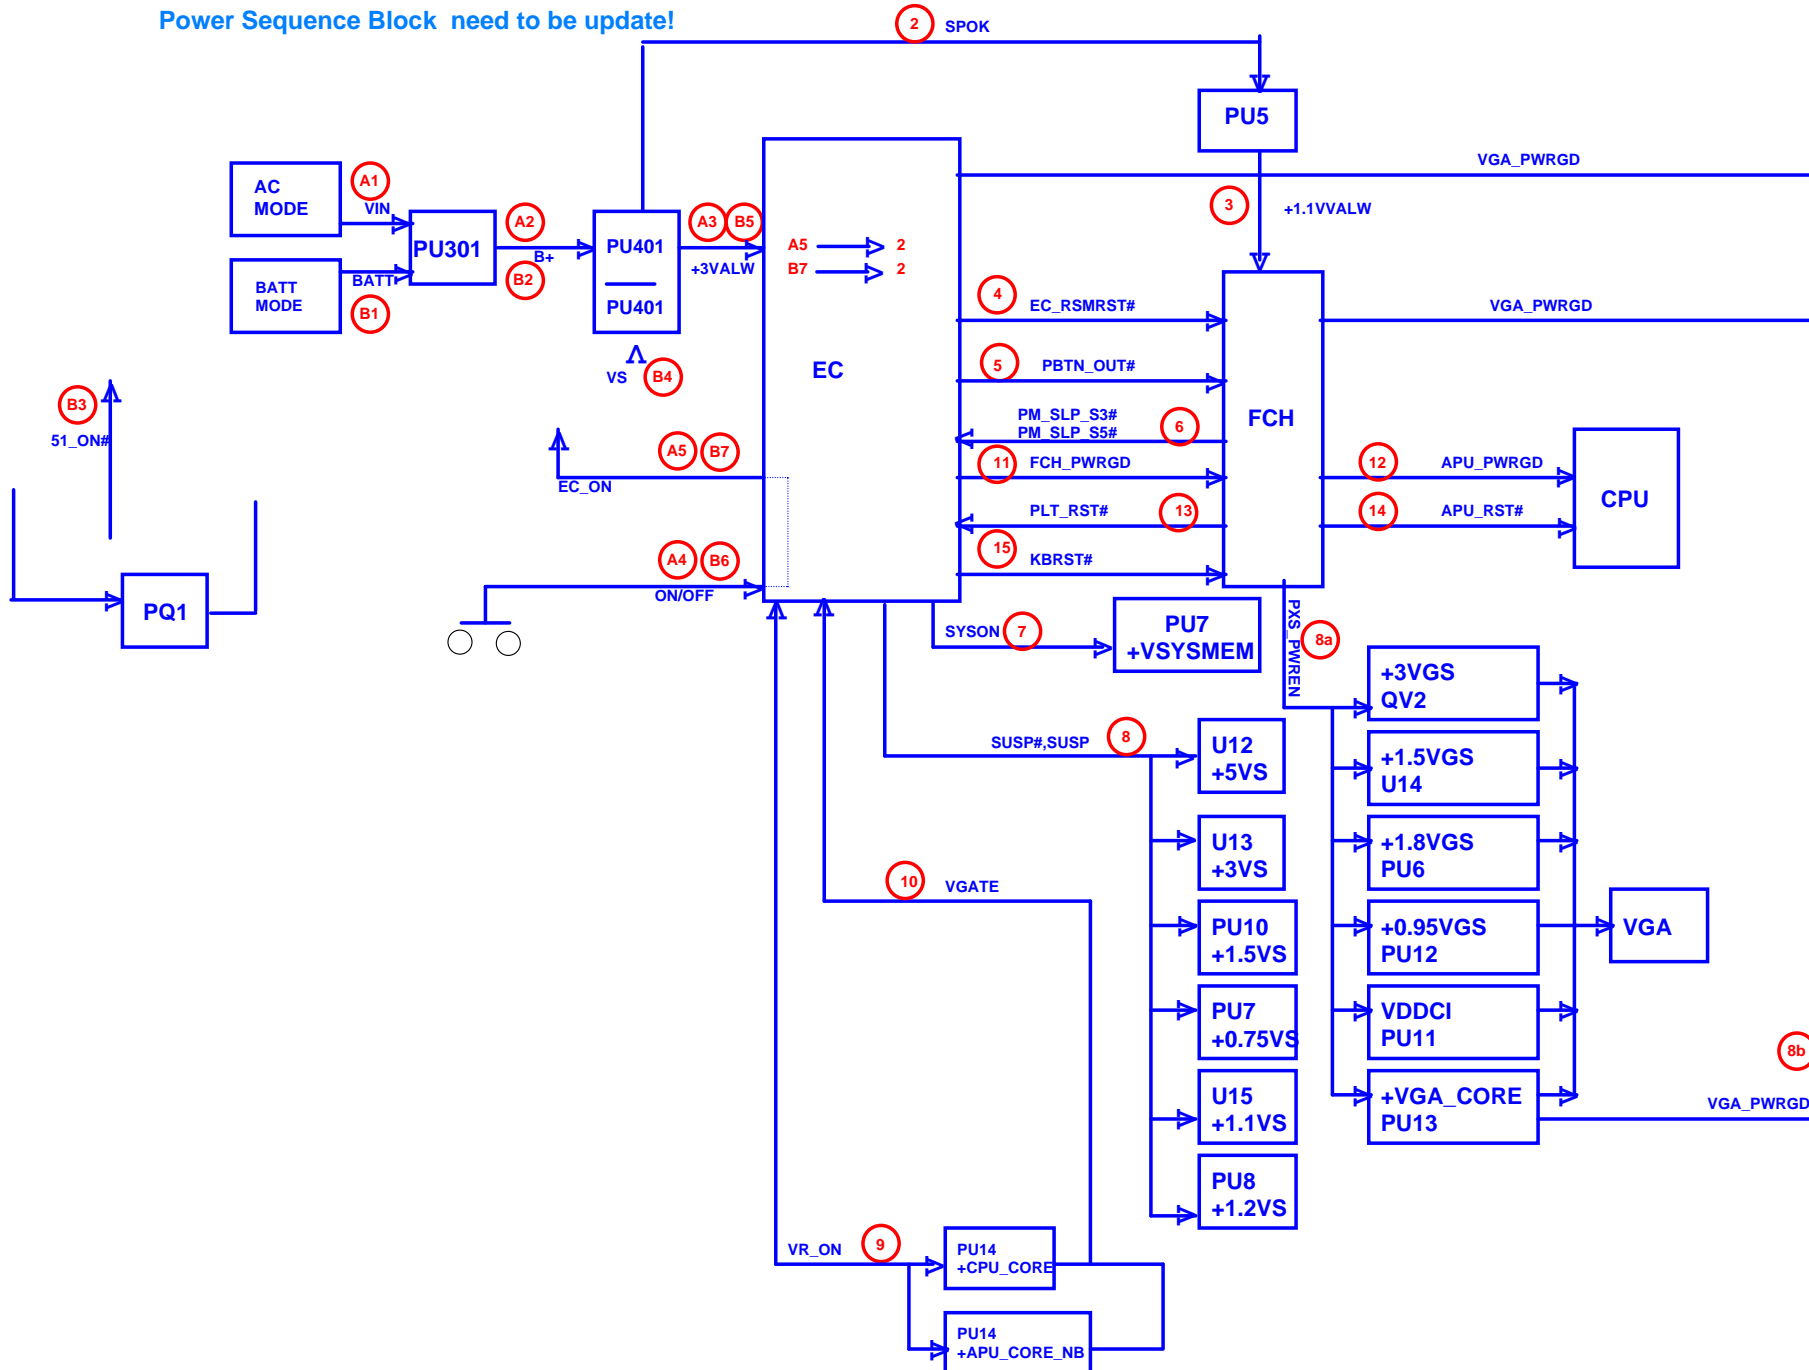 Power Sequence Block need to be update!
2
SPOK
PU5
VGA_PWRGD
3
+1.1VVALW
AC
MODE
A1
VIN
PU301
A2
B+
B2
BATT
MODE
BATT
B1
PU401
PU401
A3
B5
+3VALW
VS
B4
A5
2
B7
2
EC
4
EC_RSMRST#
5
PBTN_OUT#
PM_SLP_S3#
PM_SLP_S5#
6
11
FCH_PWRGD
PLT_RST#
13
15
KBRST#
FCH
VGA_PWRGD
12
APU_PWRGD
14
APU_RST#
CPU
B3
51_ON#
PQ1
A5
B7
EC_ON
A4
B6
ON/OFF
SYSON
7
PU7
+VSYSMEM
PXS_PWREN
8a
SUSP#,SUSP
8
U12
+5VS
U13
+3VS
PU10
+1.5VS
PU7
+0.75VS
U15
+1.1VS
PU8
+1.2VS
+3VGS
QV2
+1.5VGS
U14
+1.8VGS
PU6
+0.95VGS
PU12
VDDCI
PU11
+VGA_CORE
PU13
VGA
8b
VGA_PWRGD
10
VGATE
VR_ON
9
PU14
+CPU_CORE
PU14
+APU_CORE_NB